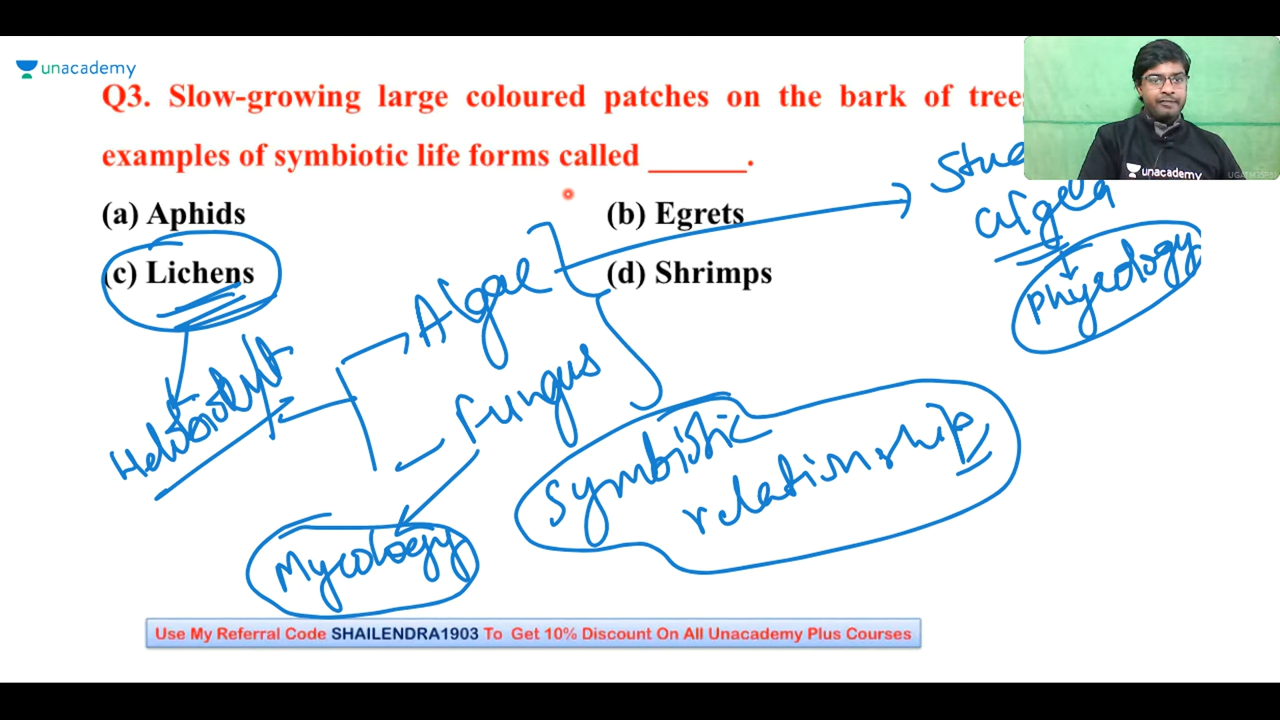 unacademy
Q3. Slow-growing large coloured patches on the bark of trees
examples of symbiotic life forms called ______.
(a) Aphids (b) Egrets
(c) Lichens (d) Shrimps
unacademy
algea
phycology
Algae
Fungus
symbiotic
relationship
Mycology
Use My Referral Code SHAILENDRA1903 To Get 10% Discount On All Unacademy Plus Courses